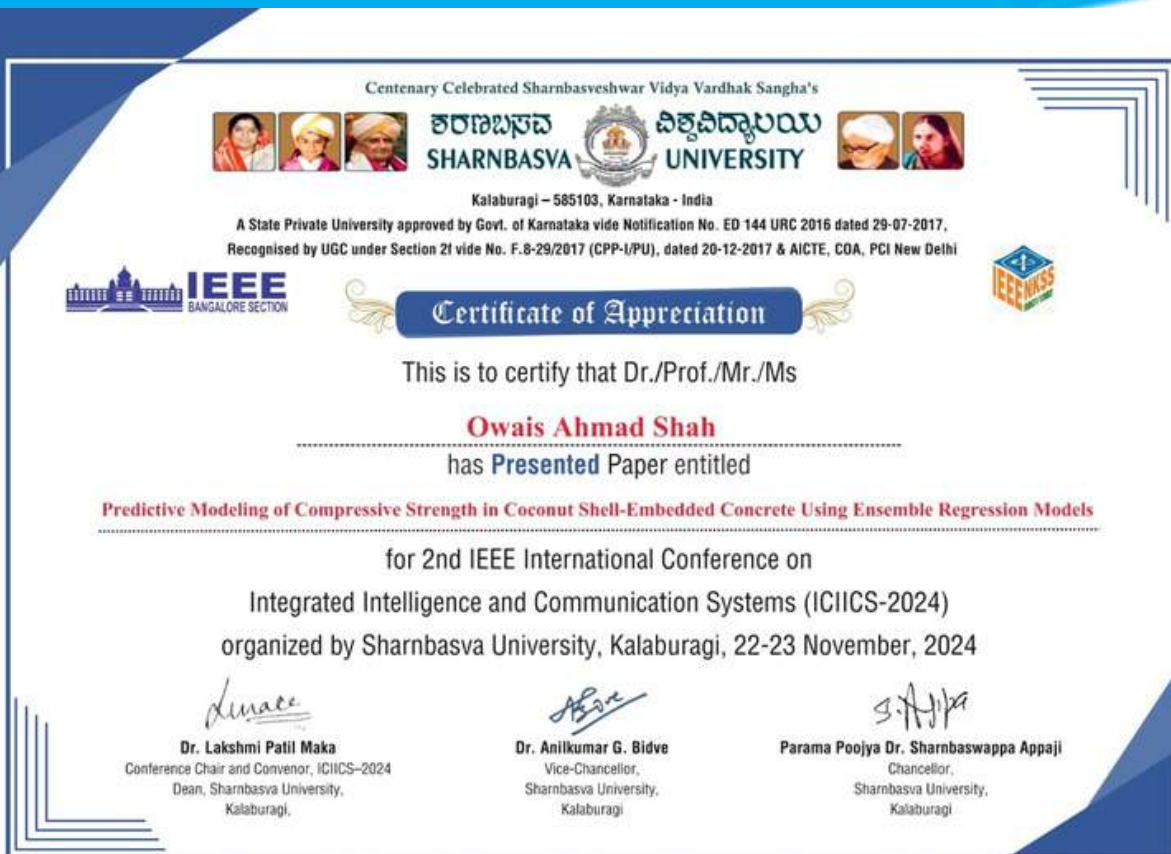 Centenary Celebrated Sharnbasveshwar Vidya Vardhak Sangha's
ಶರಣಬಸವ ವಿಶ್ವವಿದ್ಯಾಲಯ
SHARNBASVA UNIVERSITY
Kalaburagi – 585103, Karnataka - India
A State Private University approved by Govt. of Karnataka vide Notification No. ED 144 URC 2016 dated 29-07-2017,
Recognised by UGC under Section 2f vide No. F.8-29/2017 (CPP-I/PU), dated 20-12-2017 & AICTE, COA, PCI New Delhi
IEEE
BANGALORE SECTION
IEEENKSS
Certificate of Appreciation
This is to certify that Dr./Prof./Mr./Ms
Owais Ahmad Shah
has Presented Paper entitled
Predictive Modeling of Compressive Strength in Coconut Shell-Embedded Concrete Using Ensemble Regression Models
for 2nd IEEE International Conference on
Integrated Intelligence and Communication Systems (ICIICS-2024)
organized by Sharnbasva University, Kalaburagi, 22-23 November, 2024
S. Appa
Dr. Lakshmi Patil Maka
Conference Chair and Convenor, ICIICS–2024
Dean, Sharnbasva University,
Kalaburagi,
Dr. Anilkumar G. Bidve
Vice-Chancellor,
Sharnbasva University,
Kalaburagi
Parama Poojya Dr. Sharnbaswappa Appaji
Chancellor,
Sharnbasva University,
Kalaburagi